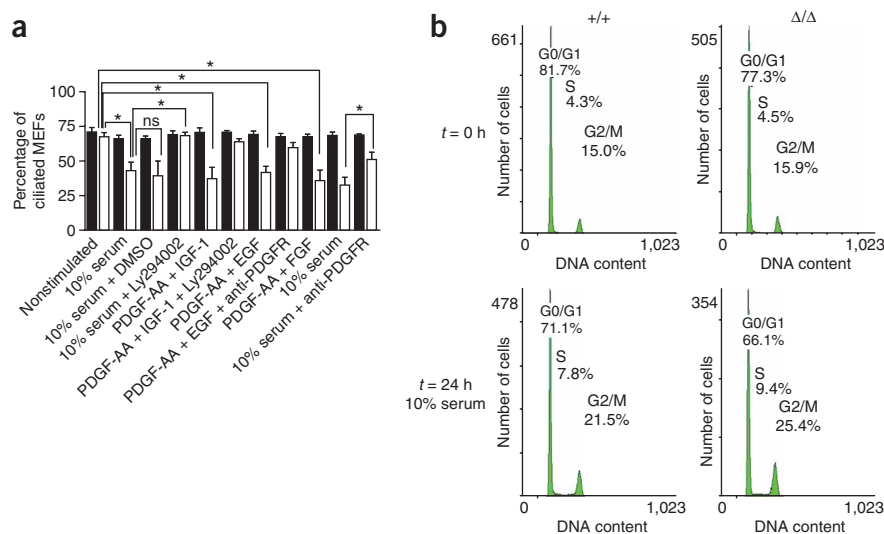 a
Percentage of
ciliated MEFs
100
75
50
25
0
*
*
*
*
*
ns
*
Nonstimulated
10% serum
10% serum + DMSO
10% serum + Ly294002
PDGF-AA + IGF-1
PDGF-AA + IGF-1 + Ly294002
PDGF-AA + EGF
PDGF-AA + EGF + anti-PDGFR
PDGF-AA + FGF
10% serum
10% serum + anti-PDGFR
b
+/+
Δ/Δ
t = 0 h
661
Number of cells
G0/G1
81.7%
S
4.3%
G2/M
15.0%
0
1,023
DNA content
505
Number of cells
G0/G1
77.3%
S
4.5%
G2/M
15.9%
0
1,023
DNA content
t = 24 h
10% serum
478
Number of cells
G0/G1
71.1%
S
7.8%
G2/M
21.5%
0
1,023
DNA content
354
Number of cells
G0/G1
66.1%
S
9.4%
G2/M
25.4%
0
1,023
DNA content